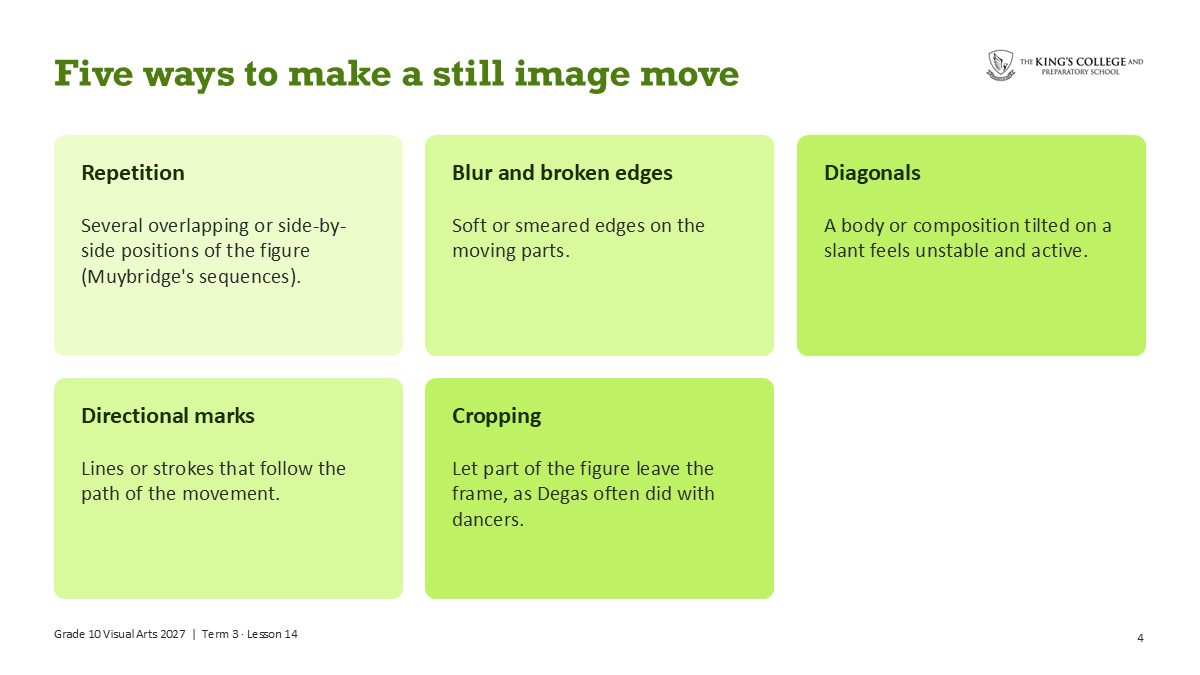 Five ways to make a still image move
THE KING'S COLLEGE AND
PREPARATORY SCHOOL
Repetition
Several overlapping or side-by-
side positions of the figure
(Muybridge's sequences).
Blur and broken edges
Soft or smeared edges on the
moving parts.
Diagonals
A body or composition tilted on a
slant feels unstable and active.
Directional marks
Lines or strokes that follow the
path of the movement.
Cropping
Let part of the figure leave the
frame, as Degas often did with
dancers.
Grade 10 Visual Arts 2027 | Term 3 · Lesson 14
4